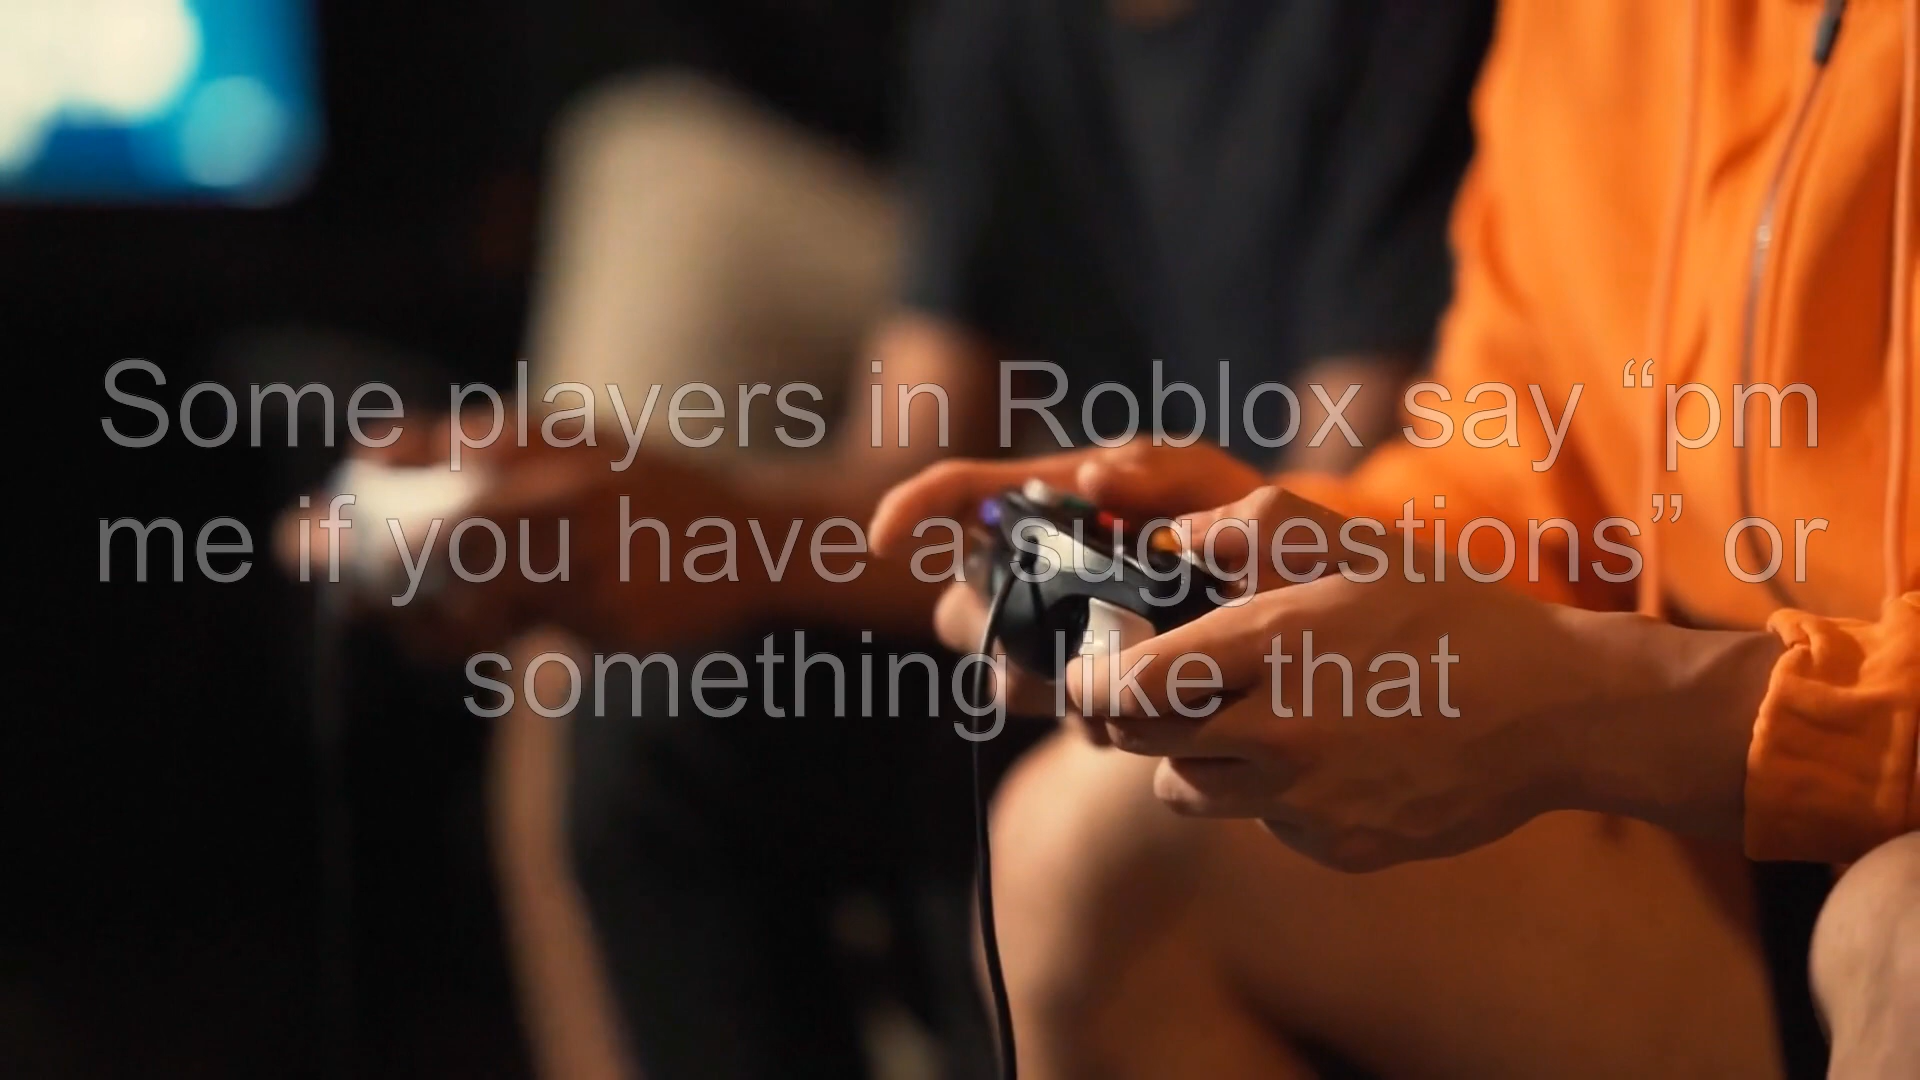 Some players in Roblox say “pm
me if you have a suggestions” or
something like that